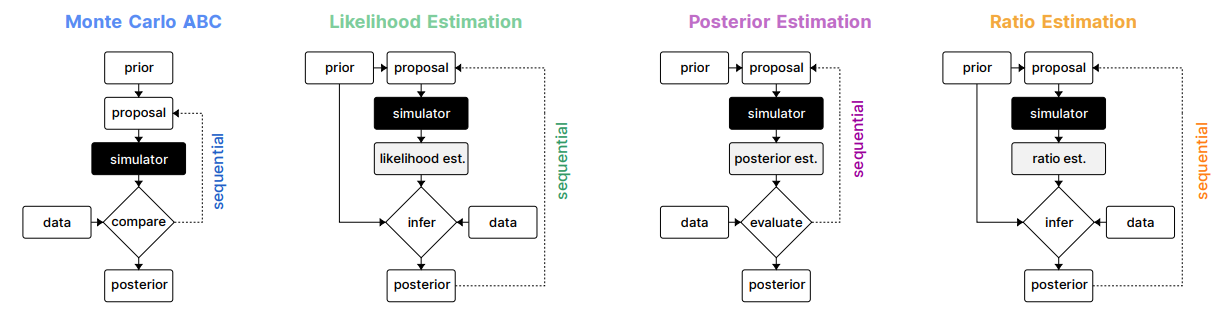 Monte Carlo ABC
prior
proposal
simulator
data
compare
posterior
sequential
Likelihood Estimation
prior
proposal
simulator
likelihood est.
infer
data
posterior
sequential
Posterior Estimation
prior
proposal
simulator
posterior est.
data
evaluate
posterior
sequential
Ratio Estimation
prior
proposal
simulator
ratio est.
infer
data
posterior
sequential